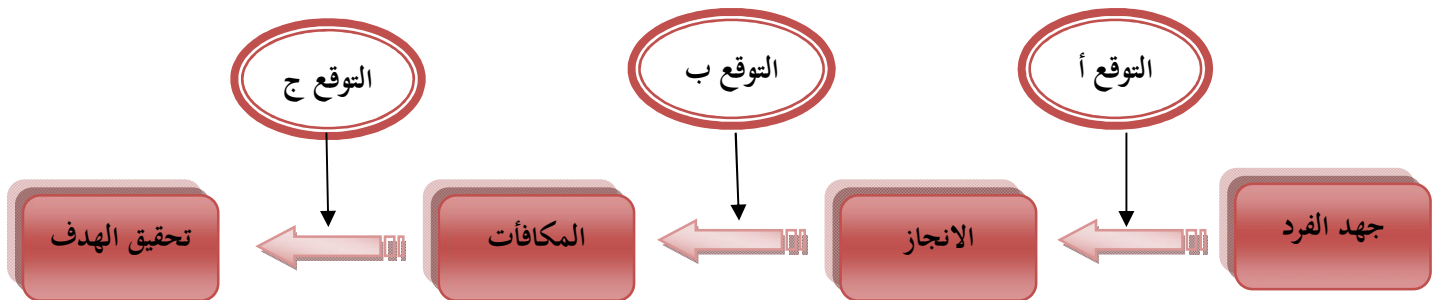 التوقع أ
التوقع ب
التوقع ج
جهد الفرد
الانجاز
المكافأت
تحقيق الهدف